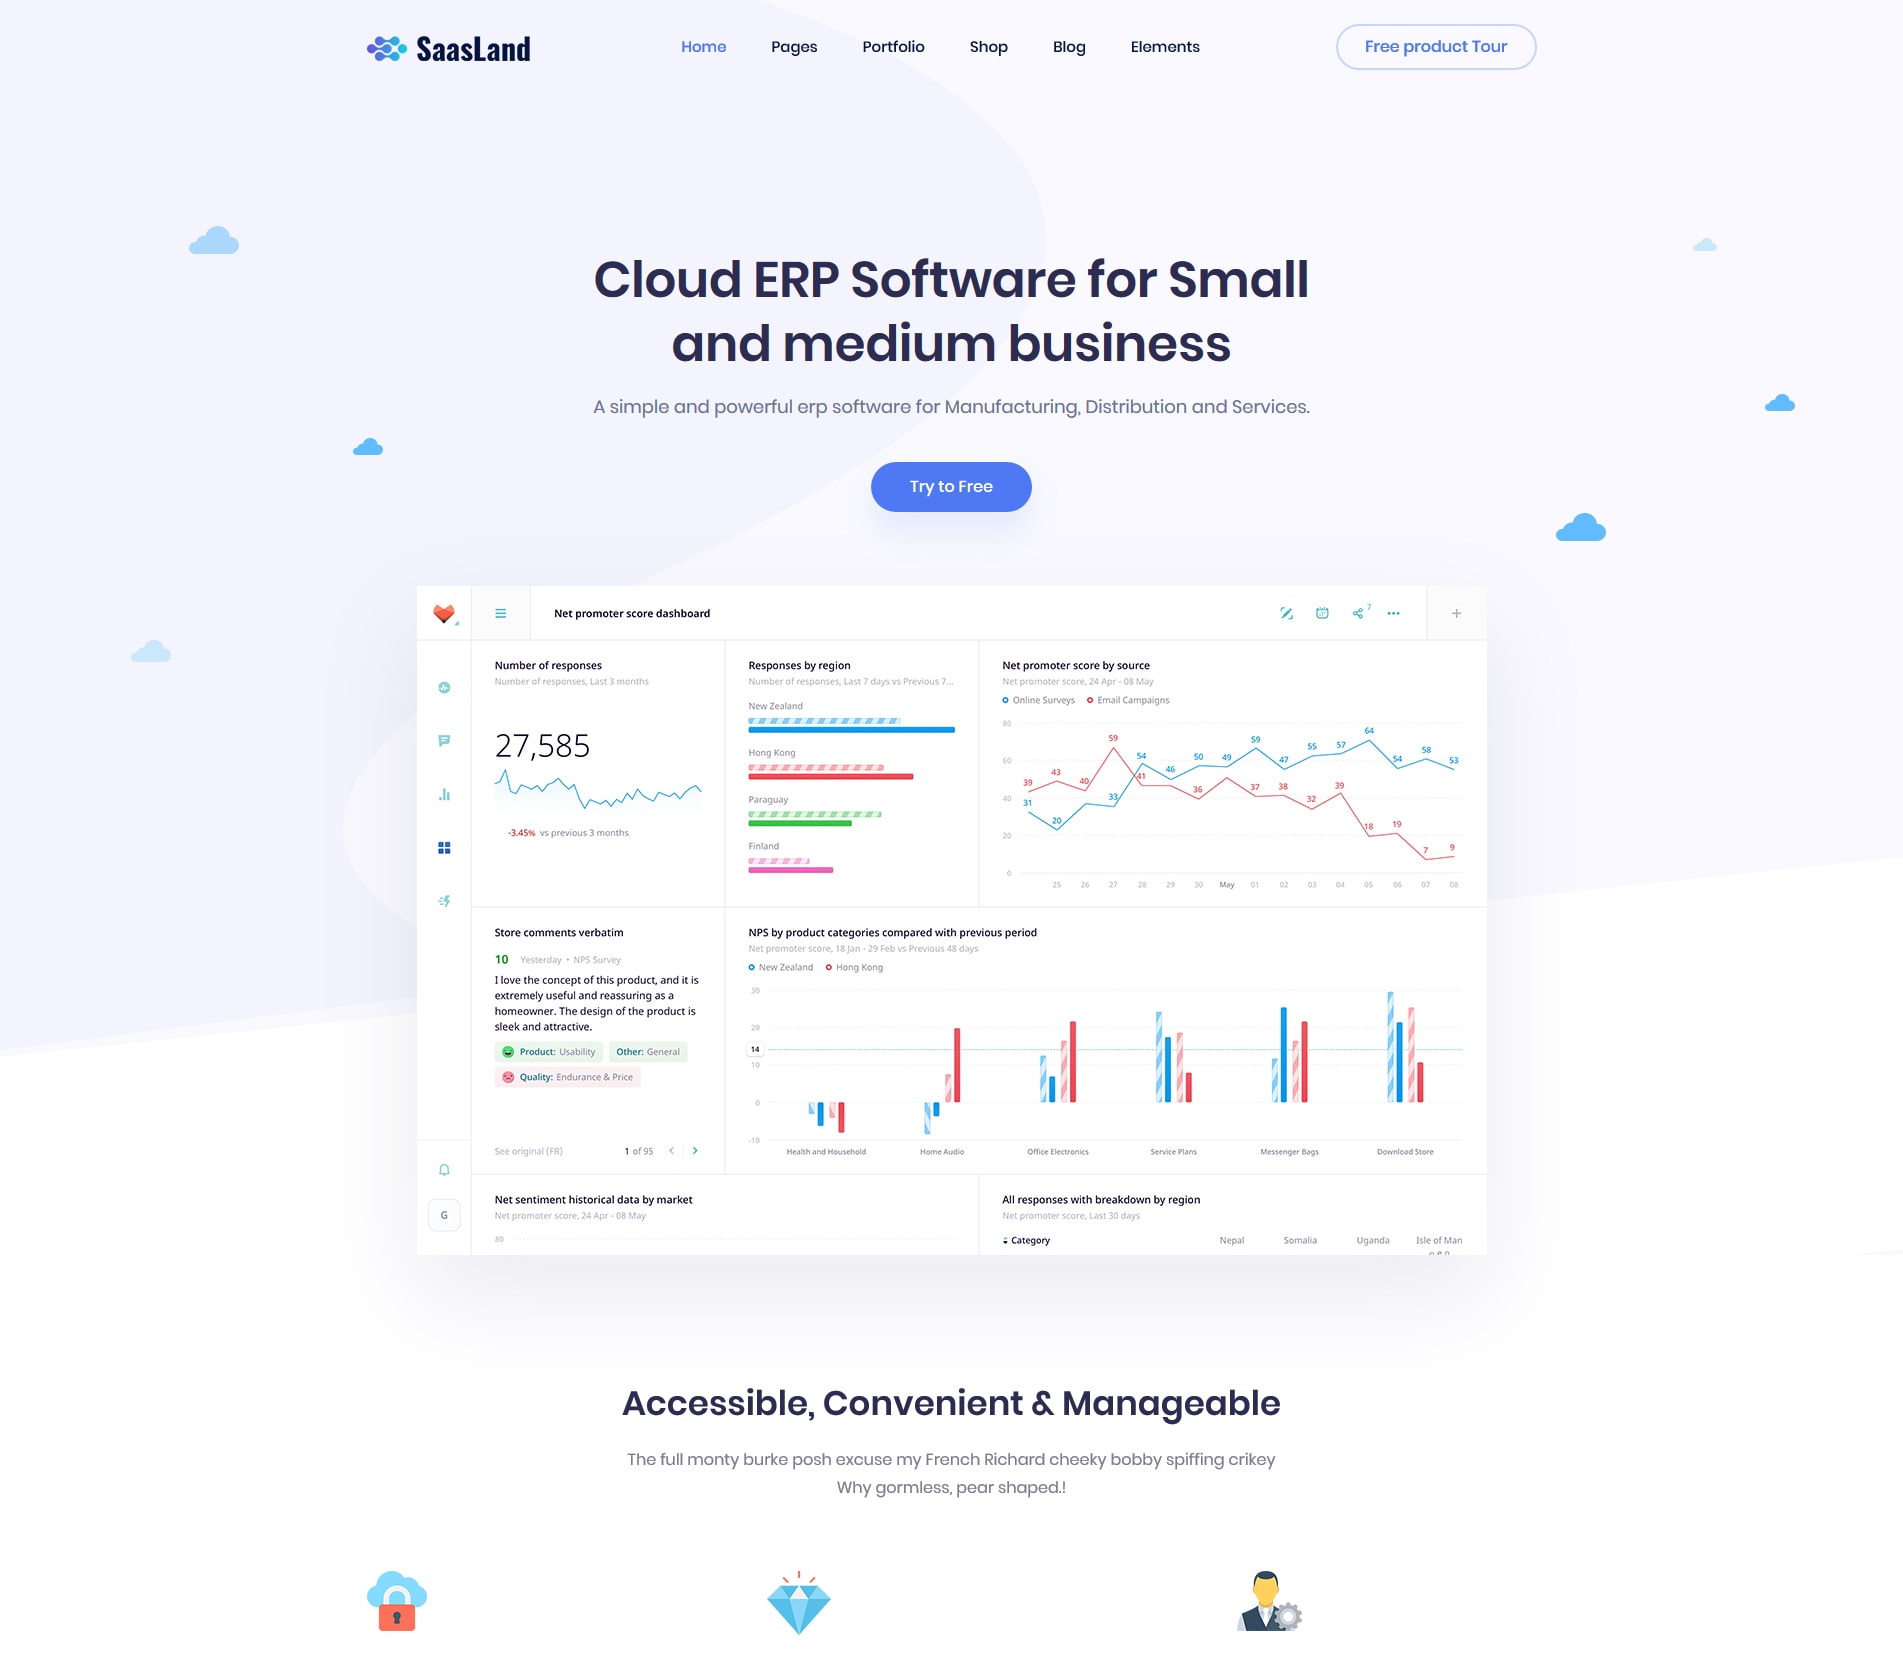 SaasLand
Home Pages Portfolio Shop Blog Elements
Free product Tour
Cloud ERP Software for Small
and medium business
A simple and powerful erp software for Manufacturing, Distribution and Services.
Try to Free
Net promoter score dashboard
7
Number of responses
Number of responses, Last 3 months
27,585
-3.45% vs previous 3 months
Responses by region
Number of responses, Last 7 days vs Previous 7...
New Zealand
Hong Kong
Paraguay
Finland
Net promoter score by source
Net promoter score, 24 Apr - 08 May
Online Surveys Email Campaigns
80
60
40
20
0
39 43 40 59 41 36 37 38 32 39 18 19 7 9
31 20 33 54 46 50 49 59 47 55 57 64 54 58 53
25 26 27 28 29 30 May 01 02 03 04 05 06 07 08
Store comments verbatim
10 Yesterday • NPS Survey
I love the concept of this product, and it is
extremely useful and reassuring as a
homeowner. The design of the product is
sleek and attractive.
Product: Usability Other: General
Quality: Endurance & Price
See original (FR) 1 of 95
NPS by product categories compared with previous period
Net promoter score, 18 Jan - 29 Feb vs Previous 48 days
New Zealand Hong Kong
30
20
14
10
0
-10
Health and Household Home Audio Office Electronics Service Plans Messenger Bags Download Store
G
Net sentiment historical data by market
Net promoter score, 24 Apr - 08 May
80
All responses with breakdown by region
Net promoter score, Last 30 days
Category Nepal Somalia Uganda Isle of Man
Accessible, Convenient & Manageable
The full monty burke posh excuse my French Richard cheeky bobby spiffing crikey
Why gormless, pear shaped.!